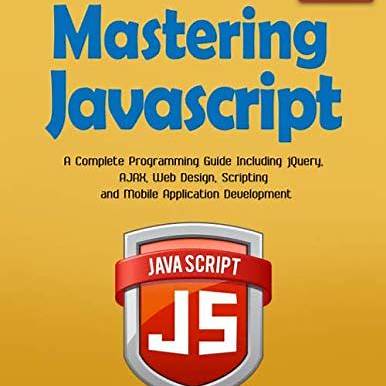 Mastering
Javascript
A Complete Programming Guide Including jQuery,
AJAX, Web Design, Scripting
and Mobile Application Development
JAVA SCRIPT
JS